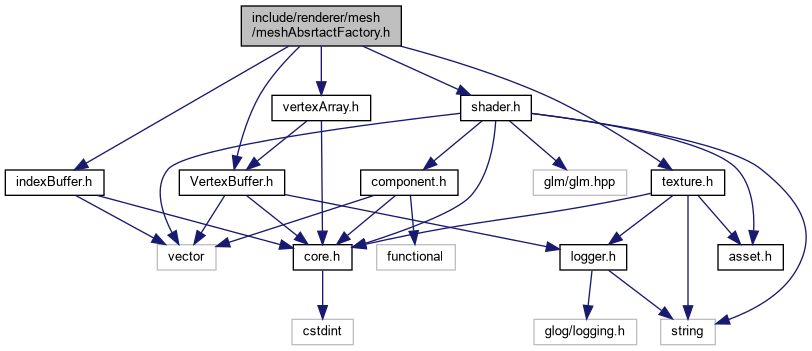 include/renderer/mesh
/meshAbsrtactFactory.h
vertexArray.h
shader.h
indexBuffer.h
VertexBuffer.h
component.h
glm/glm.hpp
texture.h
vector
core.h
functional
logger.h
asset.h
cstdint
glog/logging.h
string